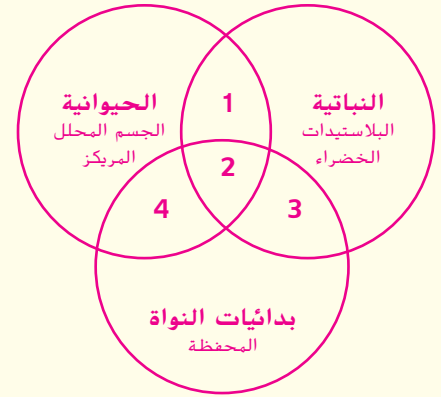 النباتية
البلاستيدات
الخضراء
1
الحيوانية
الجسم المحلل
المريكز
2
3
4
بدائيات النواة
المحفظة